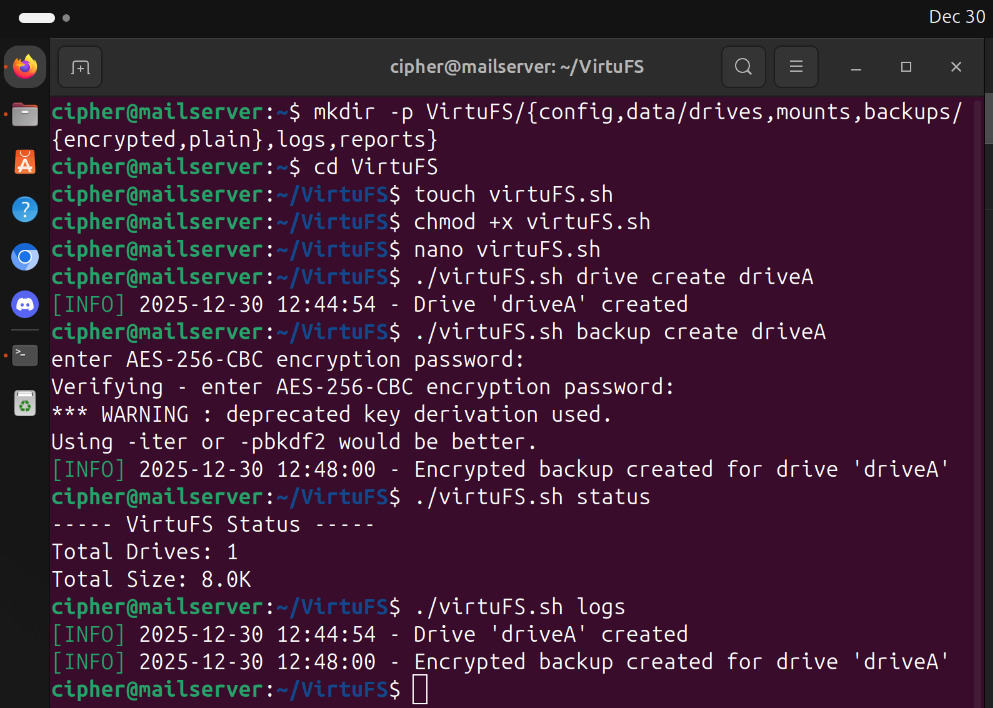 Dec 30
cipher@mailserver: ~/VirtuFS
cipher@mailserver:~$ mkdir -p VirtuFS/{config,data/drives,mounts,backups/
{encrypted,plain},logs,reports}
cipher@mailserver:~$ cd VirtuFS
cipher@mailserver:~/VirtuFS$ touch virtuFS.sh
cipher@mailserver:~/VirtuFS$ chmod +x virtuFS.sh
cipher@mailserver:~/VirtuFS$ nano virtuFS.sh
cipher@mailserver:~/VirtuFS$ ./virtuFS.sh drive create driveA
[INFO] 2025-12-30 12:44:54 - Drive 'driveA' created
cipher@mailserver:~/VirtuFS$ ./virtuFS.sh backup create driveA
enter AES-256-CBC encryption password:
Verifying - enter AES-256-CBC encryption password:
*** WARNING : deprecated key derivation used.
Using -iter or -pbkdf2 would be better.
[INFO] 2025-12-30 12:48:00 - Encrypted backup created for drive 'driveA'
cipher@mailserver:~/VirtuFS$ ./virtuFS.sh status
----- VirtuFS Status -----
Total Drives: 1
Total Size: 8.0K
cipher@mailserver:~/VirtuFS$ ./virtuFS.sh logs
[INFO] 2025-12-30 12:44:54 - Drive 'driveA' created
[INFO] 2025-12-30 12:48:00 - Encrypted backup created for drive 'driveA'
cipher@mailserver:~/VirtuFS$